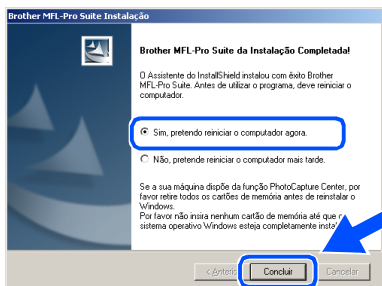 Brother MFL-Pro Suite Instalação
Brother MFL-Pro Suite da Instalação Completada!
O Assistente do InstallShield instalou com êxito Brother
MFL-Pro Suite. Antes de utilizar o programa, deve reiniciar o
computador.
Sim, pretendo reiniciar o computador agora.
Não, pretende reiniciar o computador mais tarde.
Se a sua máquina dispõe da função PhotoCapture Center, por
favor retire todos os cartões de memória antes de reinstalar o
Windows.
Por favor não insira nenhum cartão de memória até que
sistema operativo Windows esteja completamente
< Anterior Concluir Cancelar